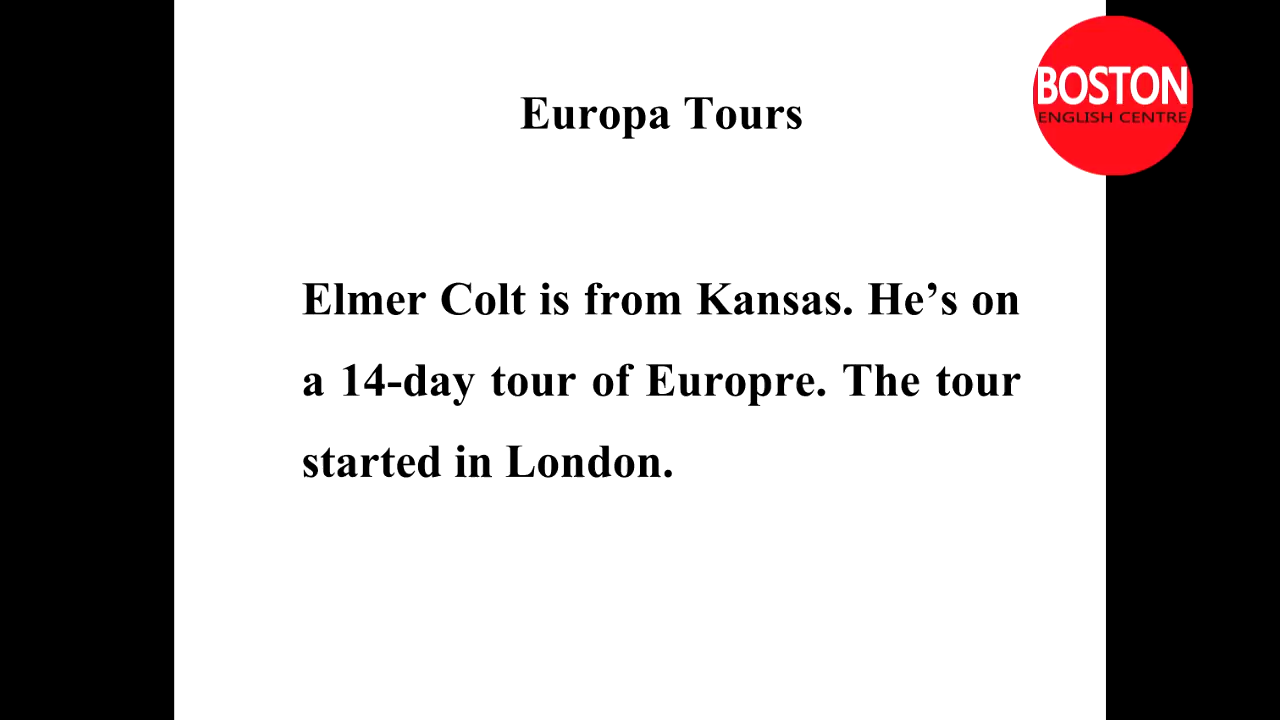 Europa Tours
BOSTON
ENGLISH CENTRE
Elmer Colt is from Kansas. He’s on
a 14-day tour of Europre. The tour
started in London.